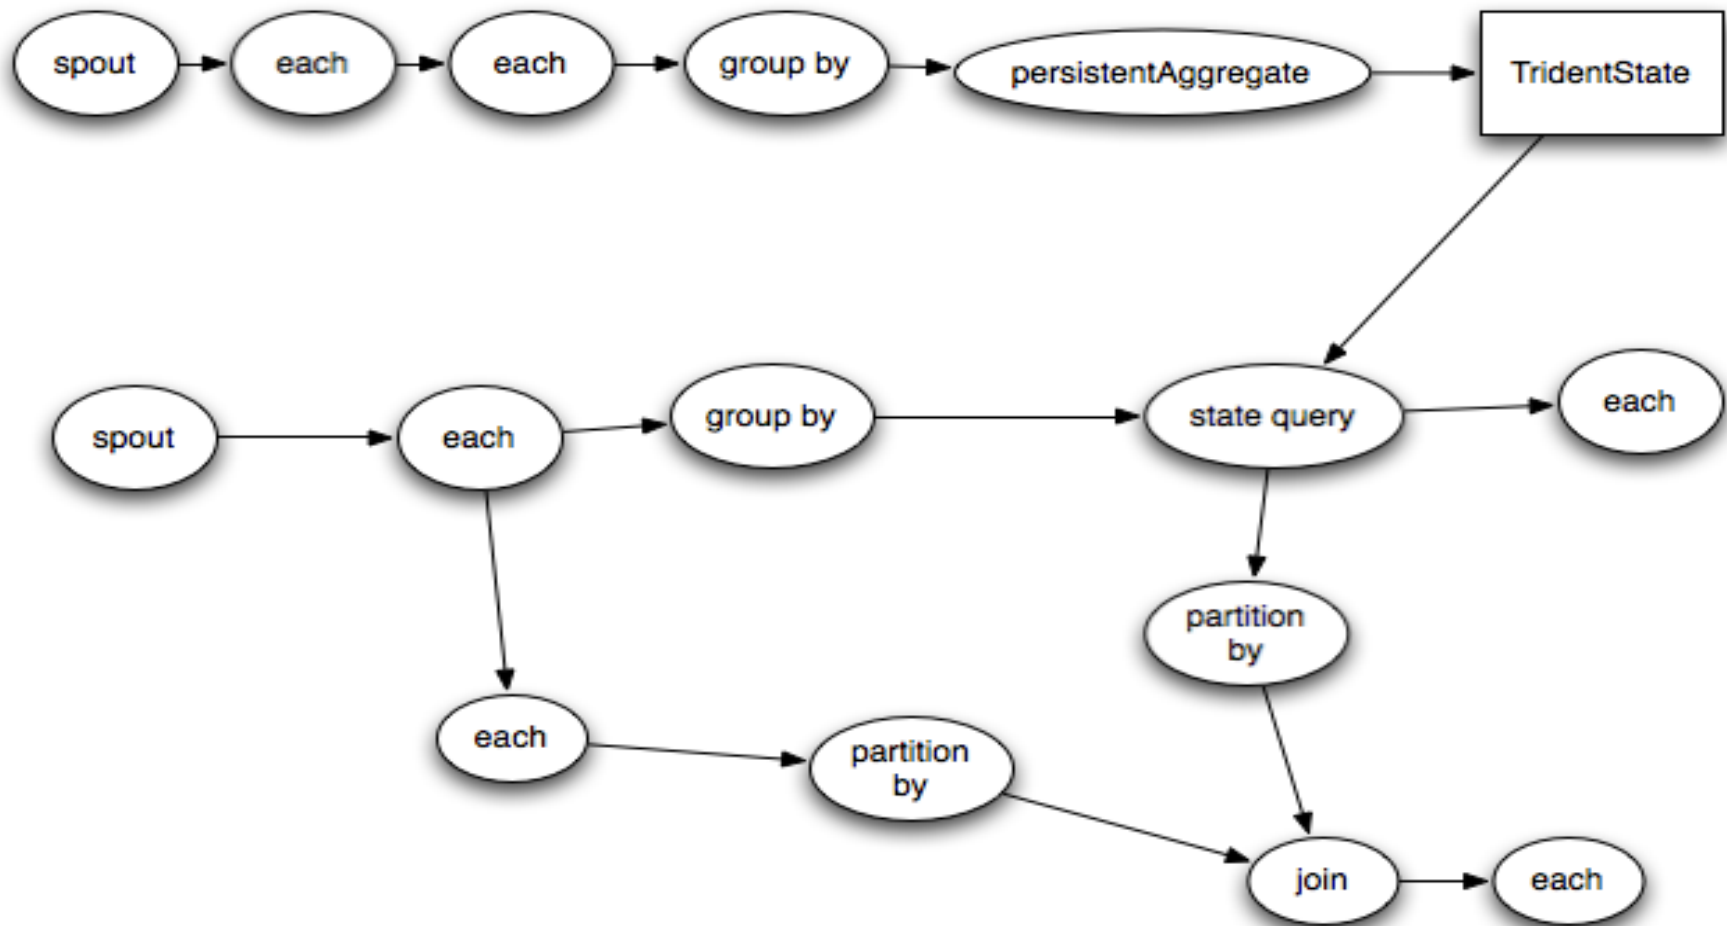 spout
each
each
group by
persistentAggregate
TridentState
spout
each
group by
state query
each
partition
by
each
partition
by
join
each